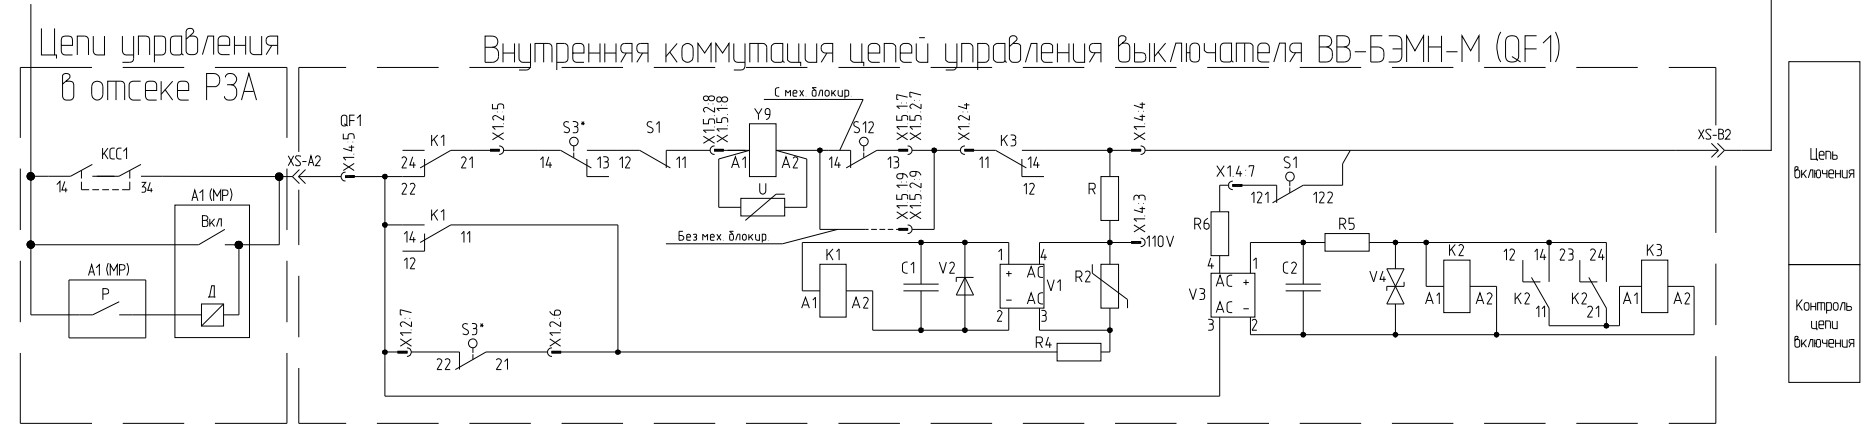 Цепи управления
в отсеке РЗА
Внутренняя коммутация цепей управления выключателя ВВ-БЭМН-М (QF1)
КСС1
14
34
XS-A2
А1 (МР)
Вкл
А1 (МР)
Р
Д
QF1
X1.4:5
K1
24
21
22
X1.2:5
S3*
14
13
S1
12
11
X1.5.2:8
X1.5.1:8
Y9
A1
A2
U
С мех. блокир.
S12
14
13
X1.5.1:7
X1.5.2:7
X1.5.1:9
X1.5.2:9
Без мех. блокир.
X1.2:4
K3
11
14
12
X1.4:4
XS-B2
R
X1.4:3
110V
K1
14
11
12
K1
A1
A2
C1
V2
1
4
+
AC
–
AC
V1
2
3
R2
X1.2:7
S3*
22
21
X1.2:6
R4
X1.4:7
S1
121
122
R6
4
1
AC +
AC –
V3
3
2
C2
R5
V4
K2
A1
A2
12
14
K2
11
23
24
K2
21
K3
A1
A2
Цепь
включения
Контроль
цепи
включения